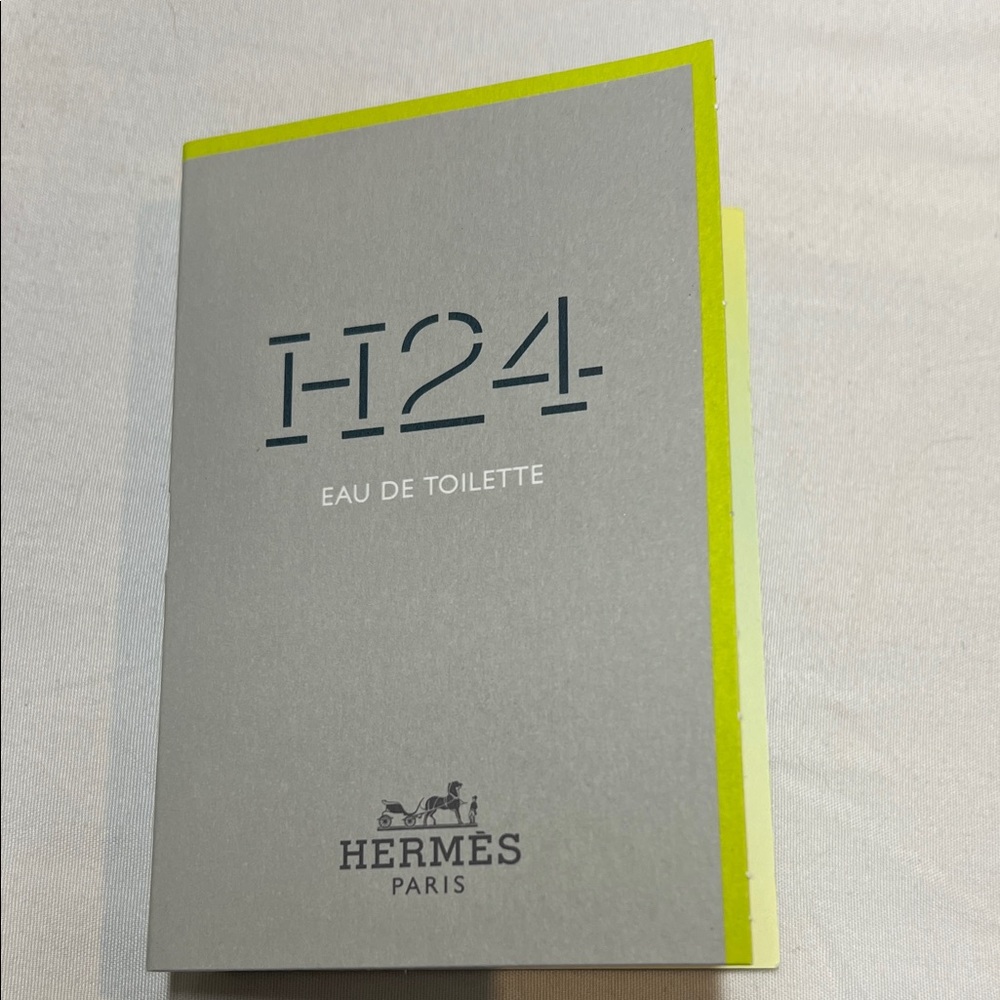 H24
EAU DE TOILETTE
HERMÈS
PARIS